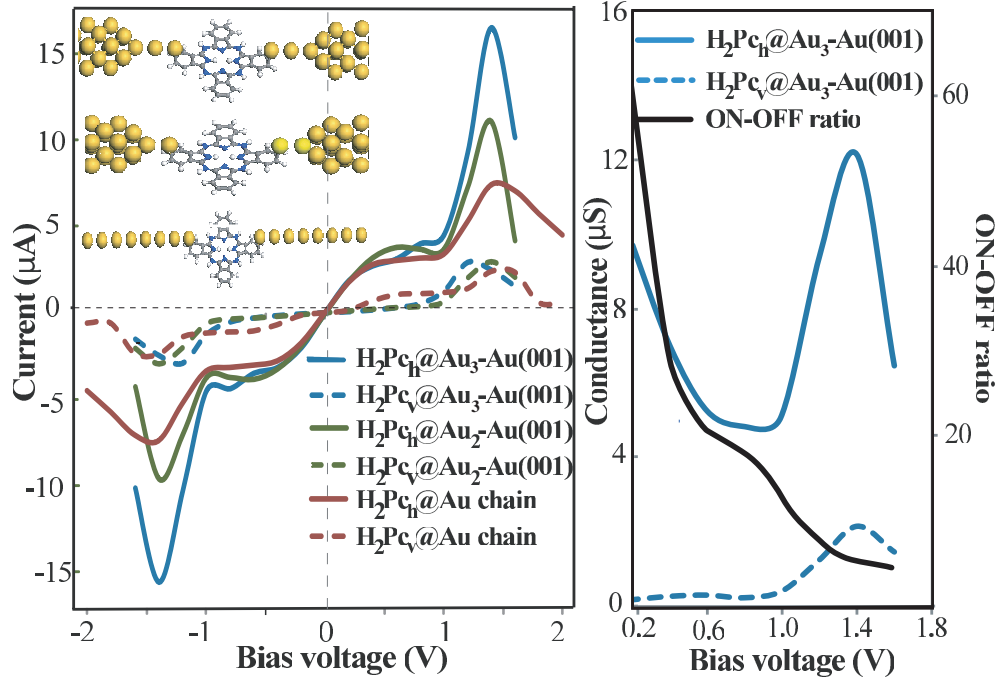 15
10
5
0
-5
-10
-15
Current (μA)
-2
-1
0
1
2
Bias voltage (V)
H₂Pcₕ@Au₃-Au(001)
H₂Pcᵥ@Au₃-Au(001)
H₂Pcₕ@Au₂-Au(001)
H₂Pcᵥ@Au₂-Au(001)
H₂Pcₕ@Au chain
H₂Pcᵥ@Au chain
16
12
8
4
0
Conductance (μS)
H₂Pcₕ@Au₃-Au(001)
H₂Pcᵥ@Au₃-Au(001)
ON-OFF ratio
60
40
20
ON-OFF ratio
0.2
0.6
1.0
1.4
1.8
Bias voltage (V)